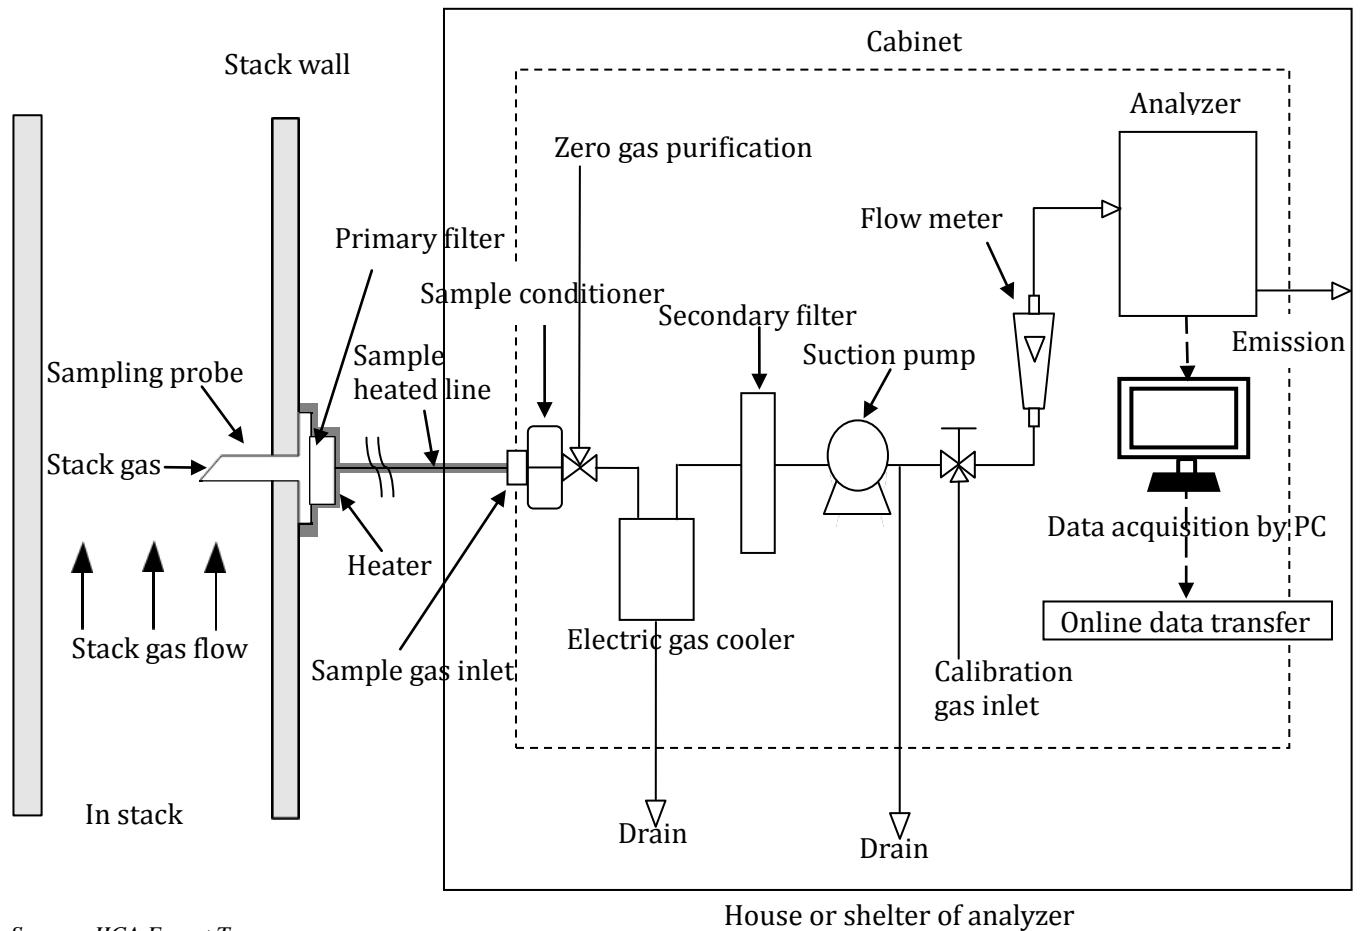 Cabinet
Stack wall
Analyzer
Zero gas purification
Flow meter
Primary filter
Sample conditioner
Secondary filter
Emission
Sample
heated line
Suction pump
Sampling probe
Stack gas
Data acquisition by PC
Heater
Online data transfer
Electric gas cooler
Stack gas flow
Sample gas inlet
Calibration
gas inlet
In stack
Drain
Drain
House or shelter of analyzer